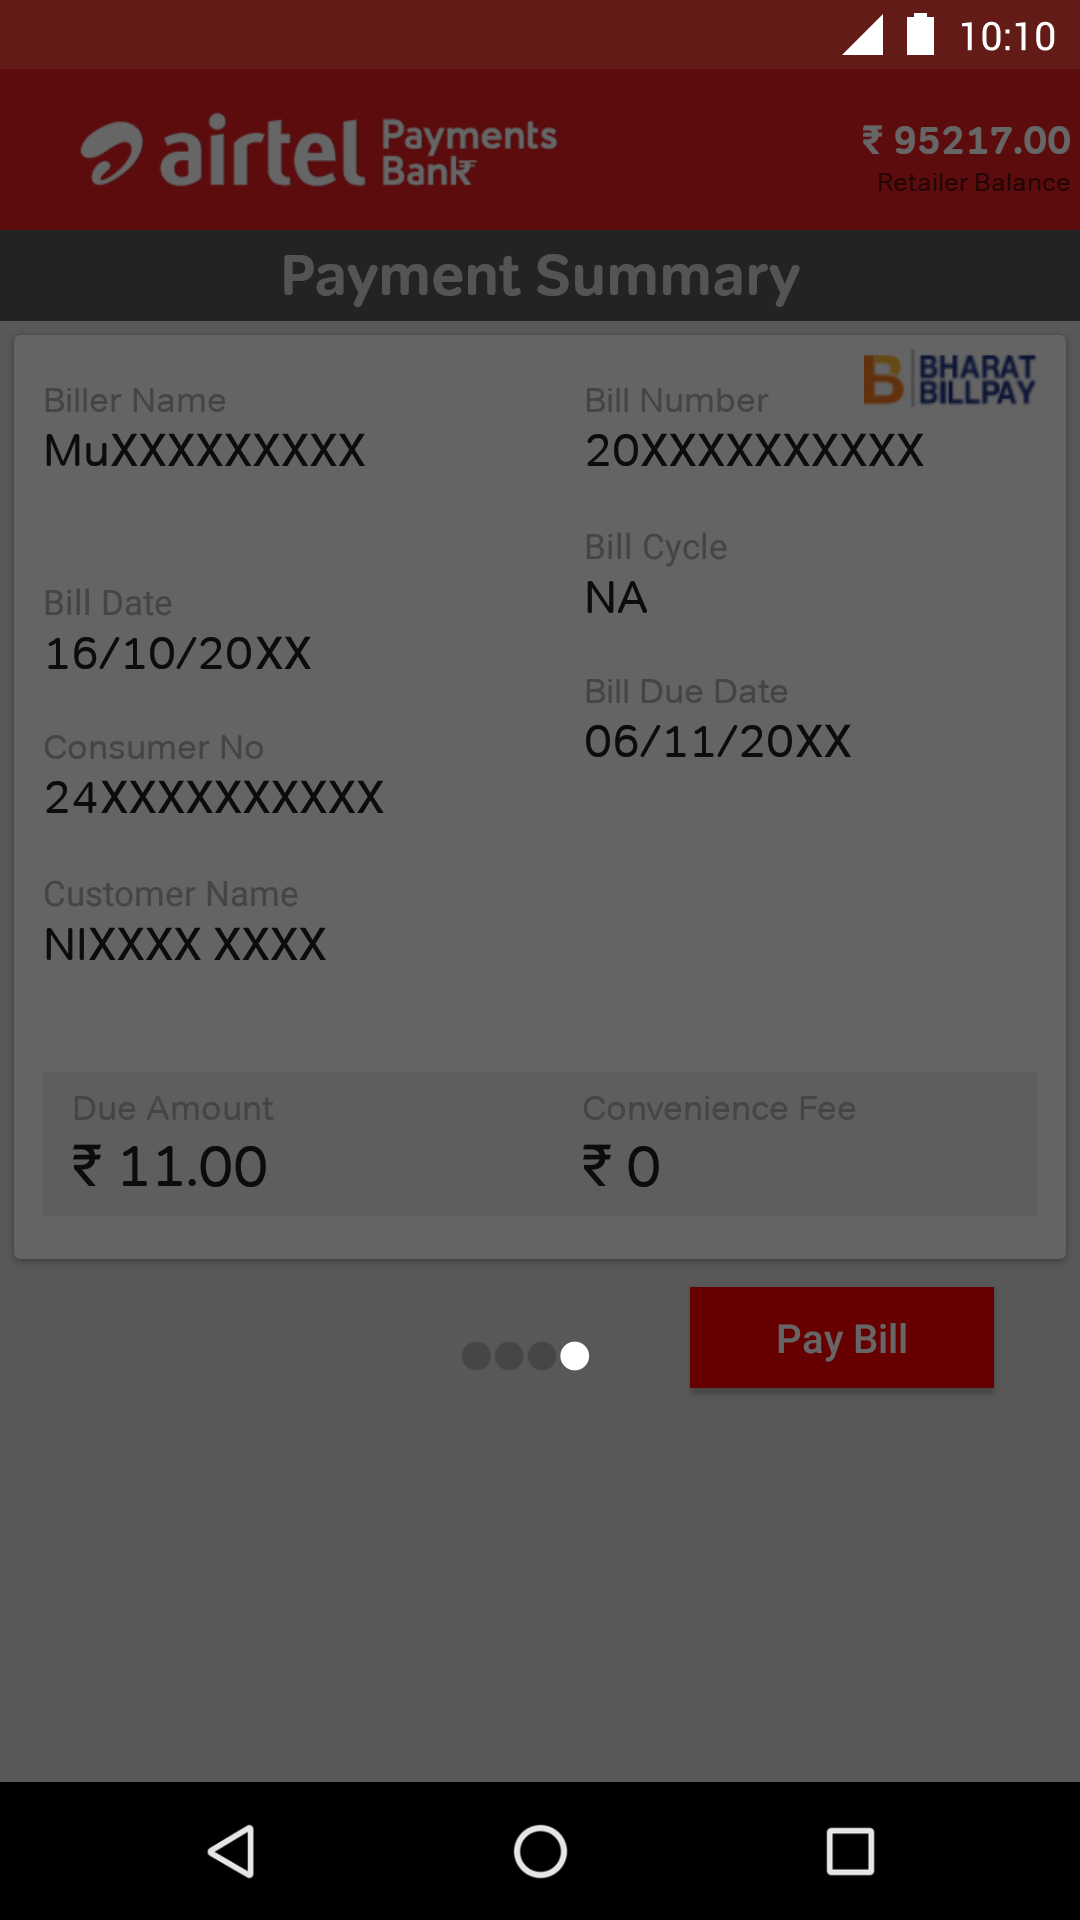 10:10
airtel Payments Bank
₹ 95217.00
Retailer Balance
Payment Summary
BHARAT BILLPAY
Biller Name
MuXXXXXXXXX
Bill Number
20XXXXXXXXXX
Bill Cycle
NA
Bill Date
16/10/20XX
Bill Due Date
06/11/20XX
Consumer No
24XXXXXXXXXX
Customer Name
NIXXXX XXXX
Due Amount
₹ 11.00
Convenience Fee
₹ 0
Pay Bill